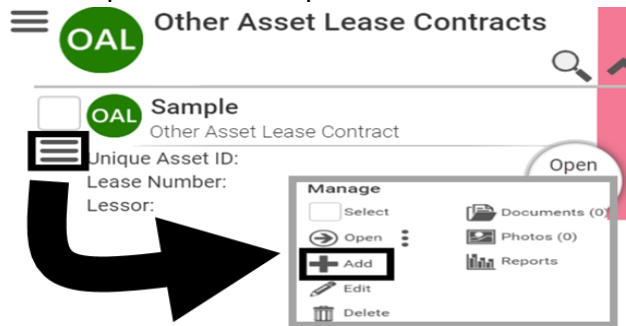 OAL Other Asset Lease Contracts
OAL Sample
Other Asset Lease Contract
Unique Asset ID:
Lease Number:
Lessor:
Open
Manage
Select
Open
Add
Edit
Delete
Documents (0)
Photos (0)
Reports